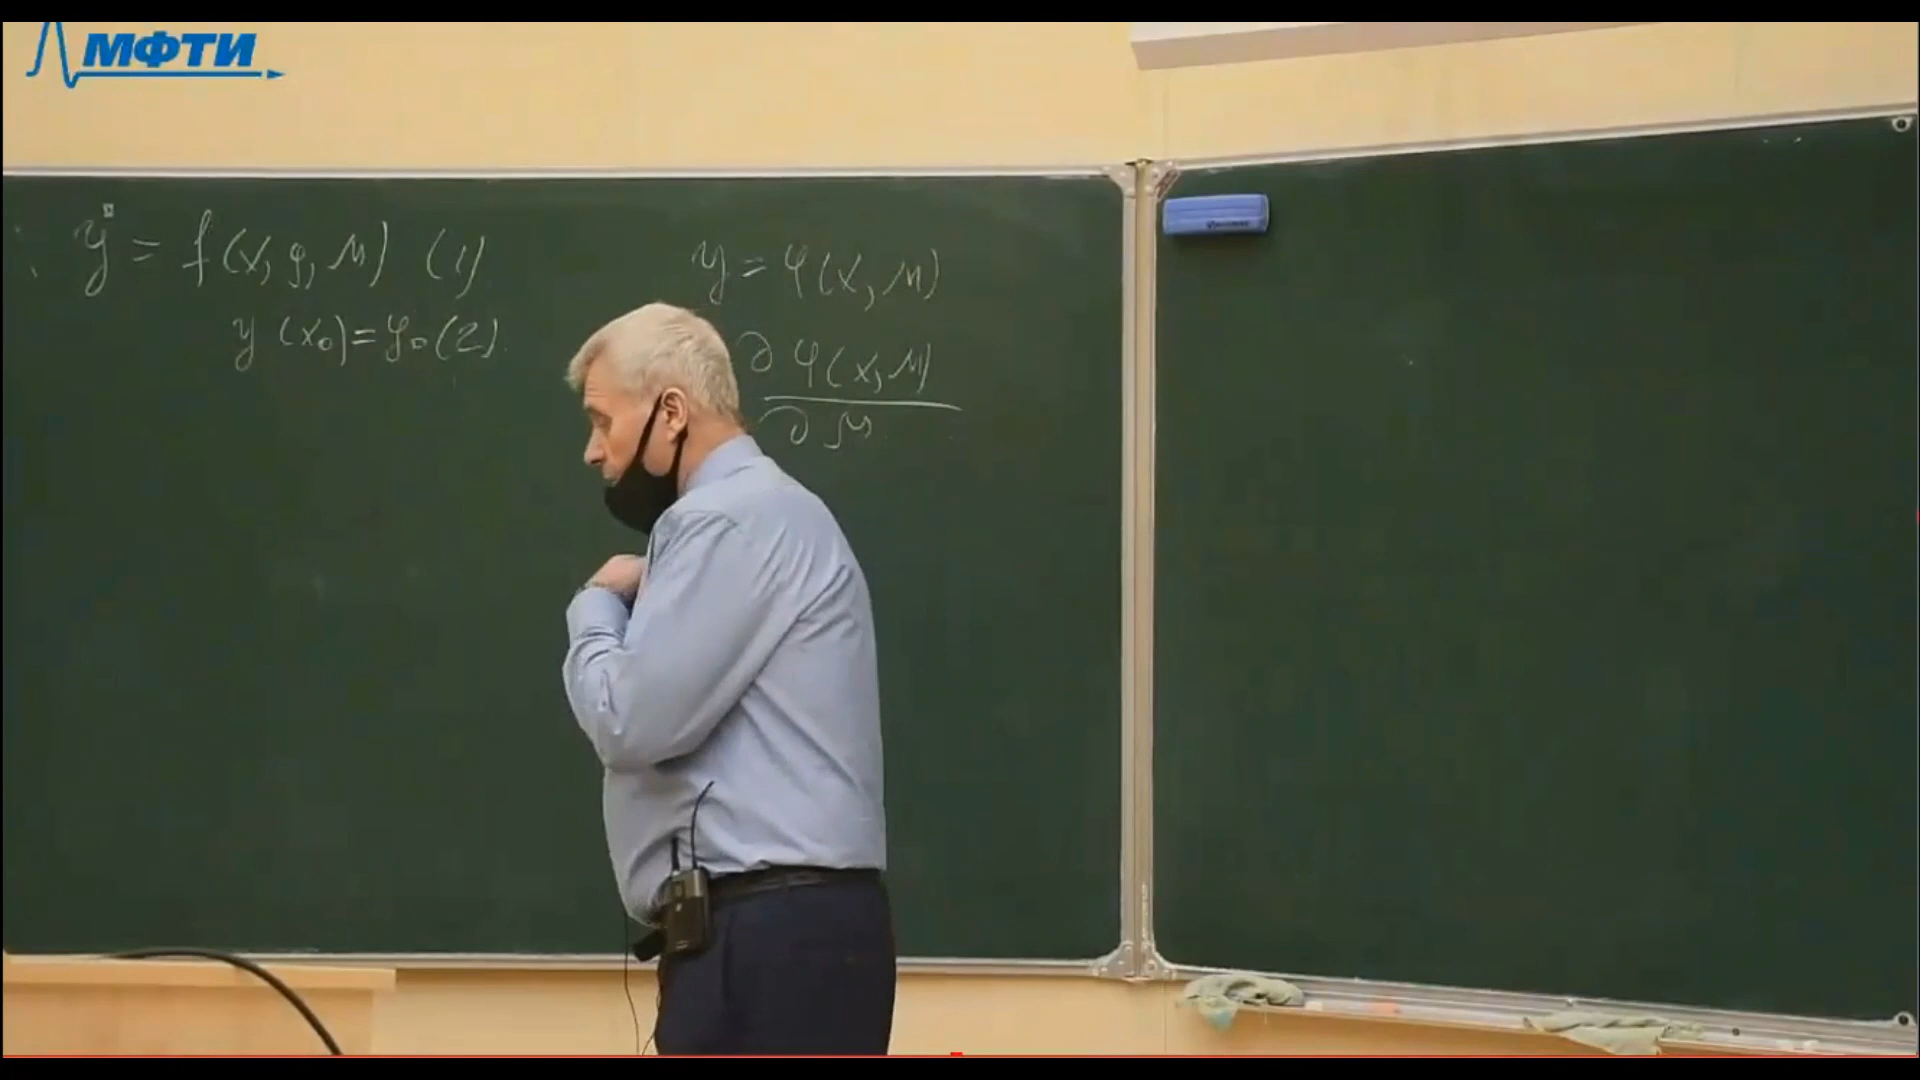 МФТИ
y' = f(x, y, μ) (1)
y(x₀) = y₀ (2).
y = φ(x, μ)
∂φ(x, μ)
∂μ